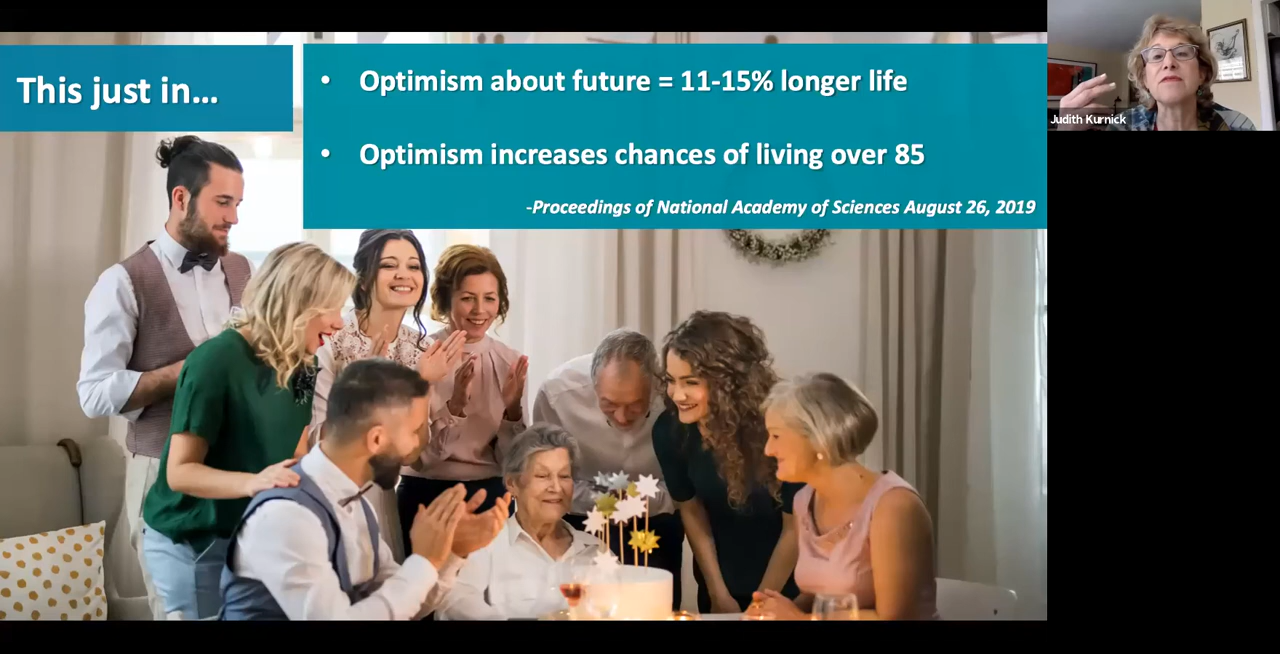 This just in...
• Optimism about future = 11-15% longer life
• Optimism increases chances of living over 85
-Proceedings of National Academy of Sciences August 26, 2019
Judith Kurnick